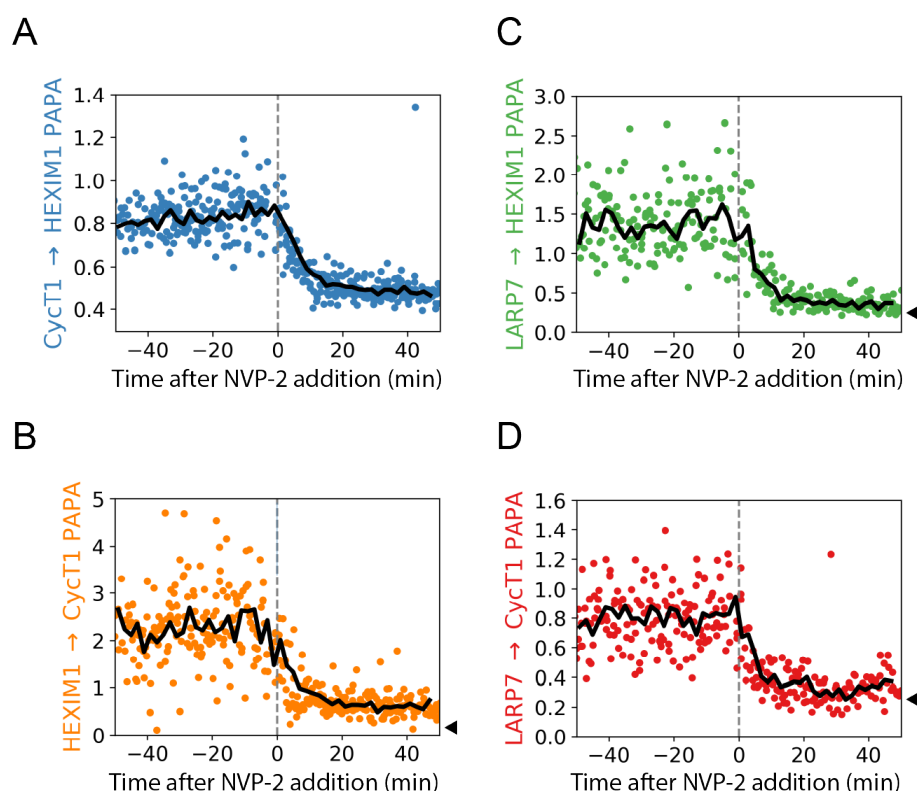 A
CycT1 → HEXIM1 PAPA
1.4
1.2
1.0
0.8
0.6
0.4
−40 −20 0 20 40
Time after NVP-2 addition (min)
C
LARP7 → HEXIM1 PAPA
3.0
2.5
2.0
1.5
1.0
0.5
0.0
−40 −20 0 20 40
Time after NVP-2 addition (min)
B
HEXIM1 → CycT1 PAPA
5
4
3
2
1
0
−40 −20 0 20 40
Time after NVP-2 addition (min)
D
LARP7 → CycT1 PAPA
1.6
1.4
1.2
1.0
0.8
0.6
0.4
0.2
0.0
−40 −20 0 20 40
Time after NVP-2 addition (min)